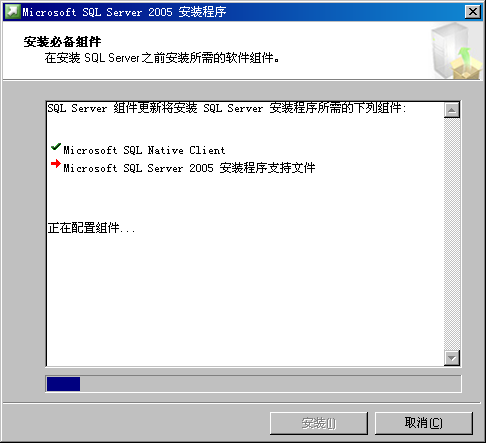 Microsoft SQL Server 2005 安装程序
安装必备组件
在安装 SQL Server之前安装所需的软件组件。
SQL Server 组件更新将安装 SQL Server 安装程序所需的下列组件:
Microsoft SQL Native Client
Microsoft SQL Server 2005 安装程序支持文件
正在配置组件...
安装(I)
取消(C)